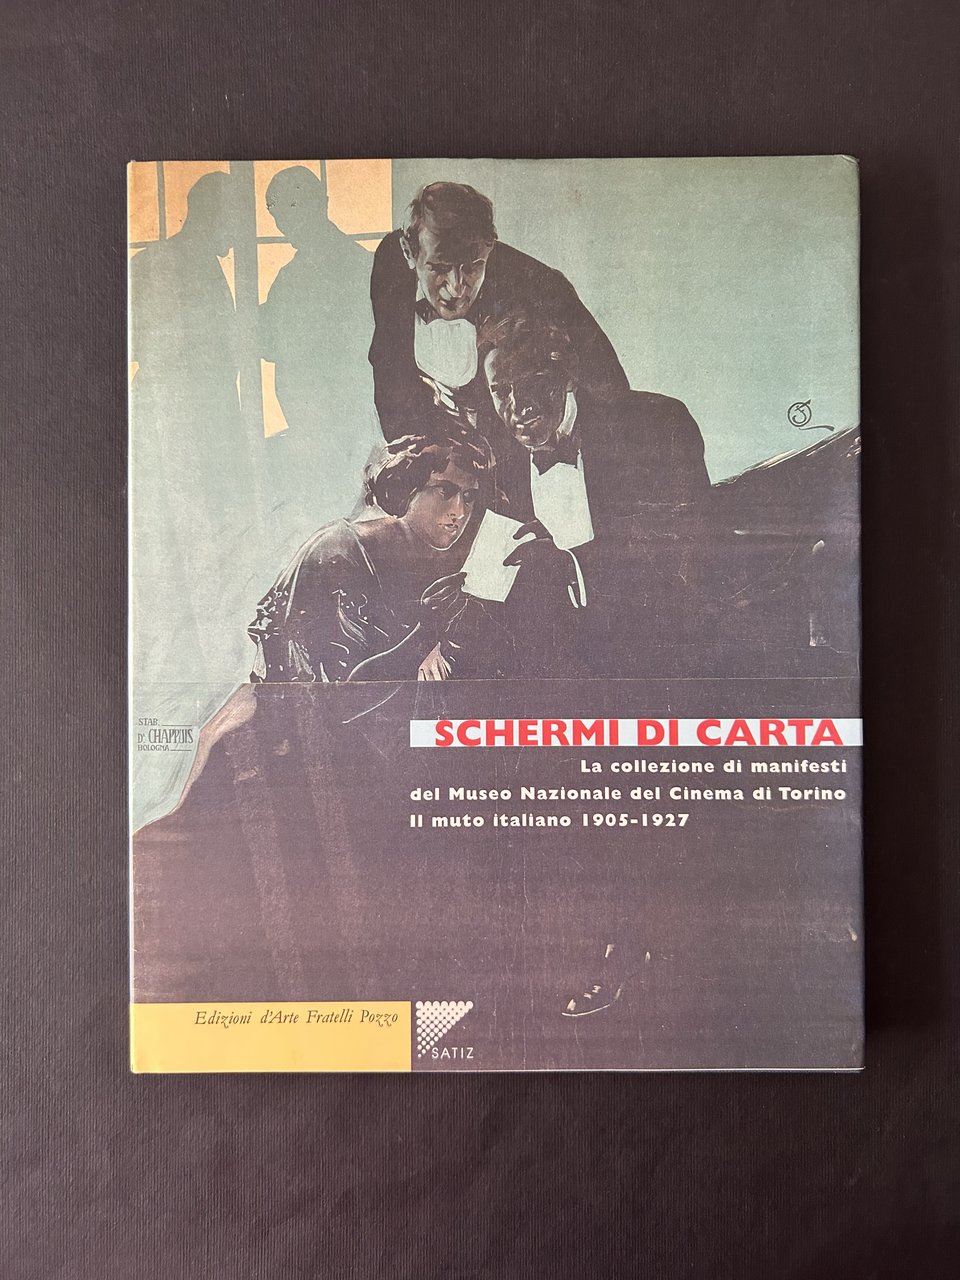 STAB.
D. CHAPPUIS
BOLOGNA
SCHERMI DI CARTA
La collezione di manifesti
del Museo Nazionale del Cinema di Torino
Il muto italiano 1905-1927
Edizioni d'Arte Fratelli Pozzo
SATIZ